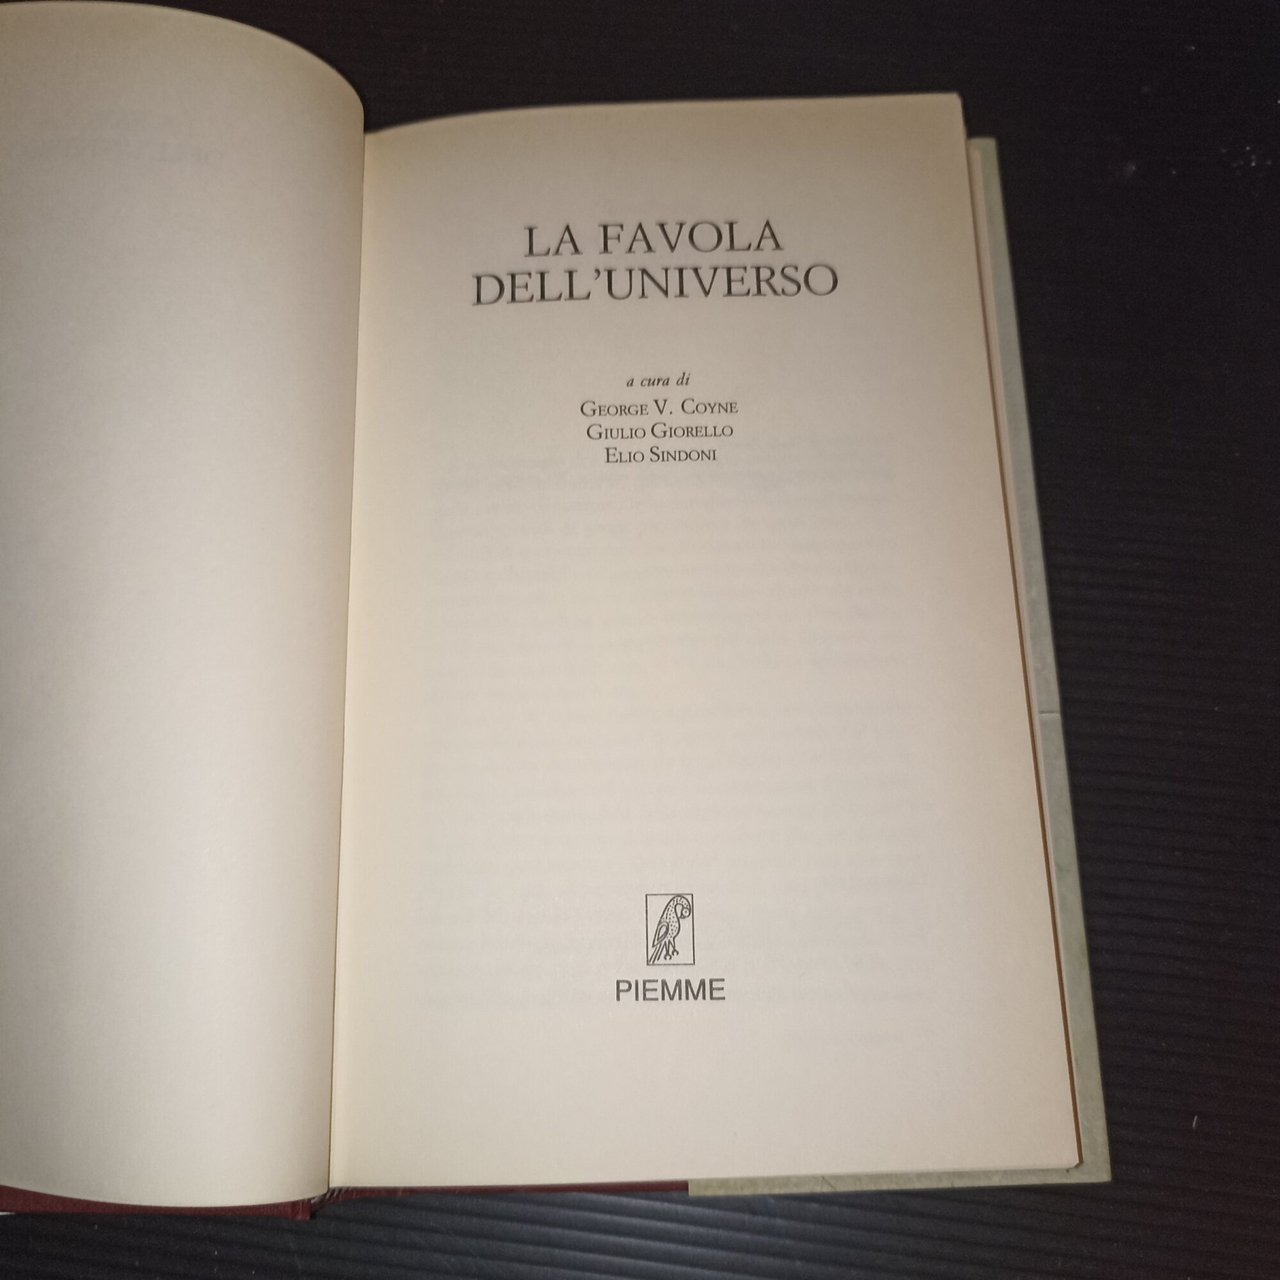 LA FAVOLA
DELL'UNIVERSO
a cura di
GEORGE V. COYNE
GIULIO GIORELLO
ELIO SINDONI
PIEMME